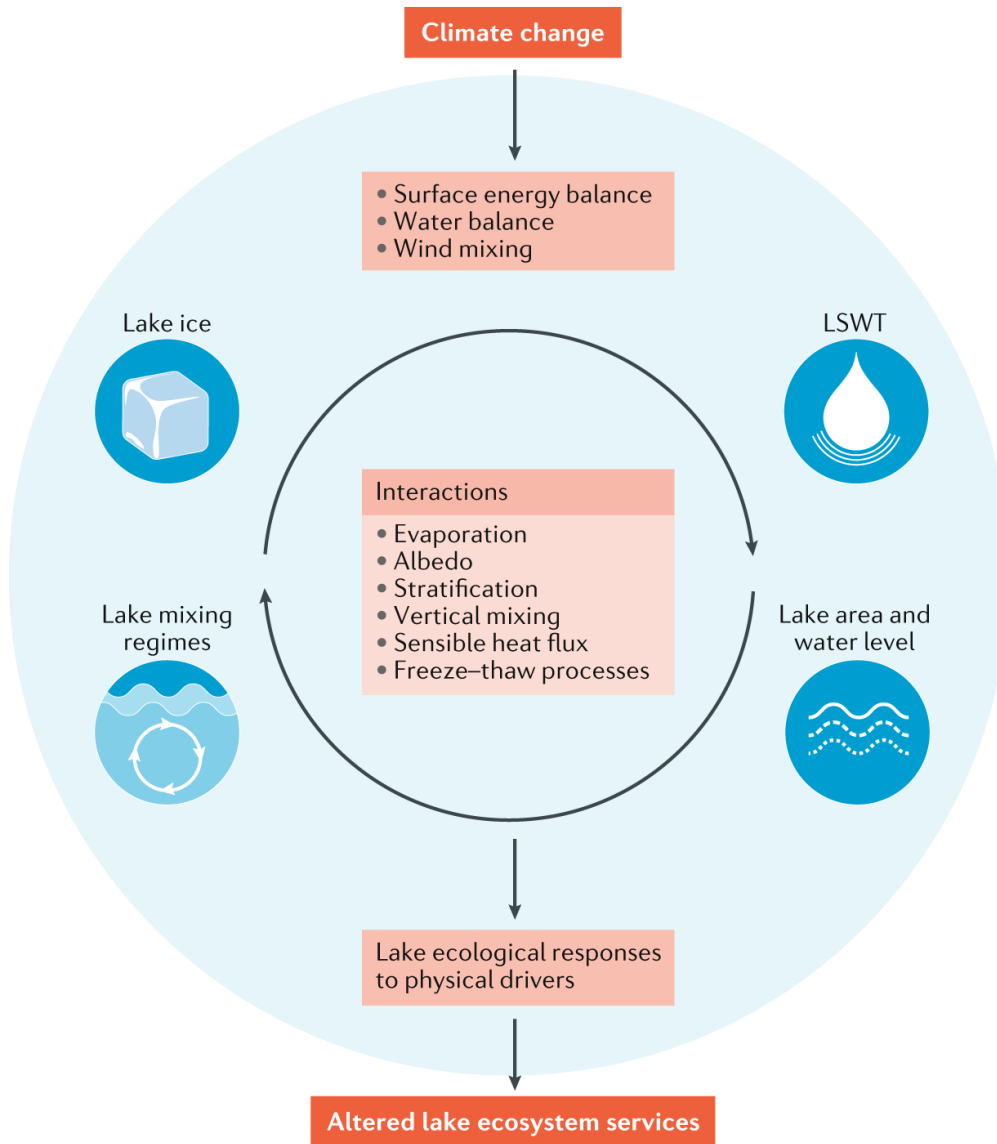 Climate change
• Surface energy balance
• Water balance
• Wind mixing
Lake ice
LSWT
Interactions
• Evaporation
• Albedo
• Stratification
• Vertical mixing
• Sensible heat flux
• Freeze–thaw processes
Lake mixing
regimes
Lake area and
water level
Lake ecological responses
to physical drivers
Altered lake ecosystem services